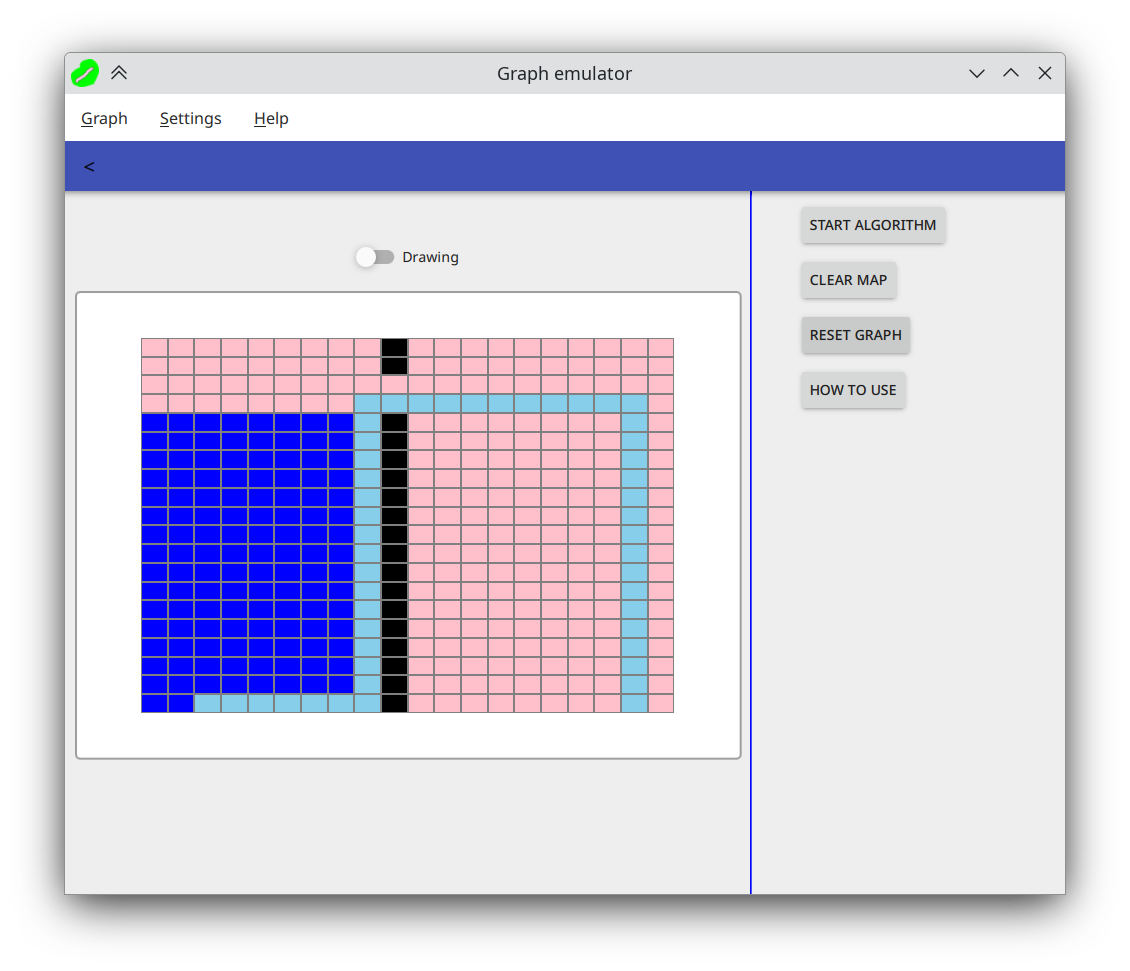 Graph emulator
Graph Settings Help
<
Drawing
START ALGORITHM
CLEAR MAP
RESET GRAPH
HOW TO USE